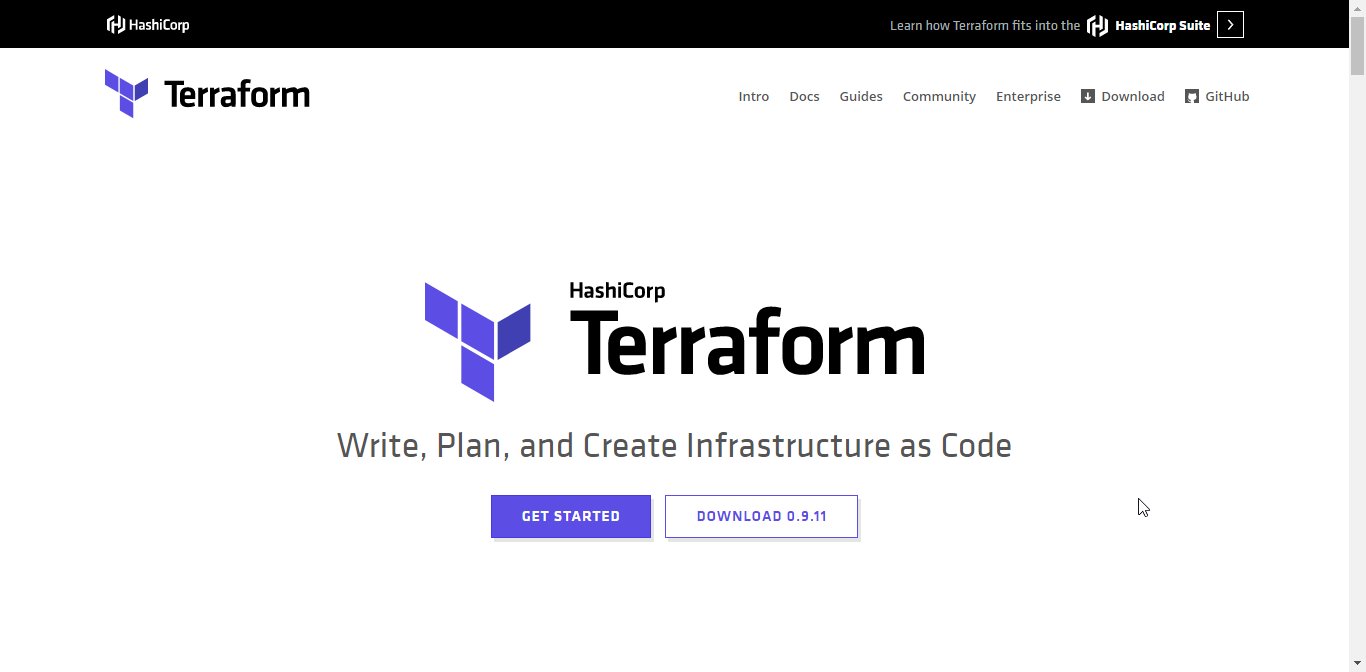 HashiCorp
Learn how Terraform fits into the HashiCorp Suite
Terraform
Intro Docs Guides Community Enterprise Download GitHub
HashiCorp
Terraform
Write, Plan, and Create Infrastructure as Code
GET STARTED
DOWNLOAD 0.9.11